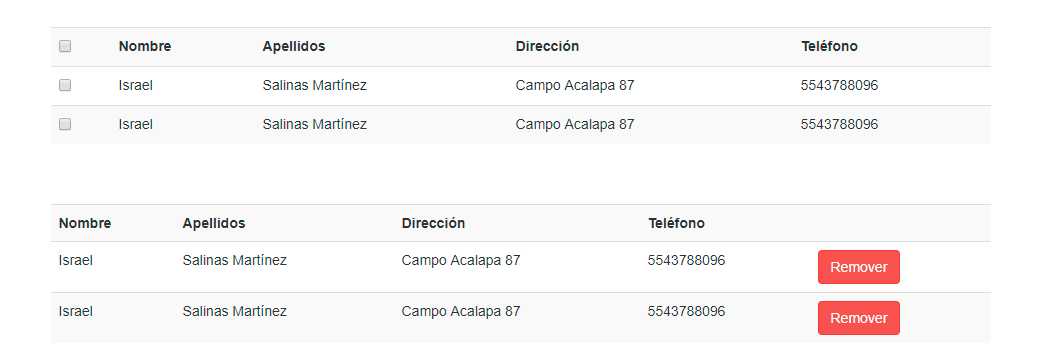 Nombre Apellidos Dirección Teléfono
Israel Salinas Martínez Campo Acalapa 87 5543788096
Israel Salinas Martínez Campo Acalapa 87 5543788096
Nombre Apellidos Dirección Teléfono
Israel Salinas Martínez Campo Acalapa 87 5543788096 Remover
Israel Salinas Martínez Campo Acalapa 87 5543788096 Remover